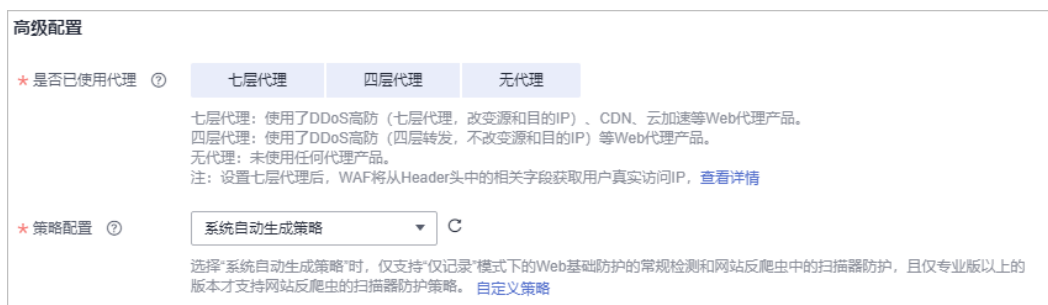 高级配置
* 是否已使用代理 ? 七层代理 四层代理 无代理
七层代理：使用了DDoS高防（七层代理，改变源和目的IP）、CDN、云加速等Web代理产品。
四层代理：使用了DDoS高防（四层转发，不改变源和目的IP）等Web代理产品。
无代理：未使用任何代理产品。
注：设置七层代理后，WAF将从Header头中的相关字段获取用户真实访问IP，查看详情
* 策略配置 ? 系统自动生成策略
选择“系统自动生成策略”时，仅支持“仅记录”模式下的Web基础防护的常规检测和网站反爬虫中的扫描器防护，且仅专业版以上的
版本才支持网站反爬虫的扫描器防护策略。 自定义策略